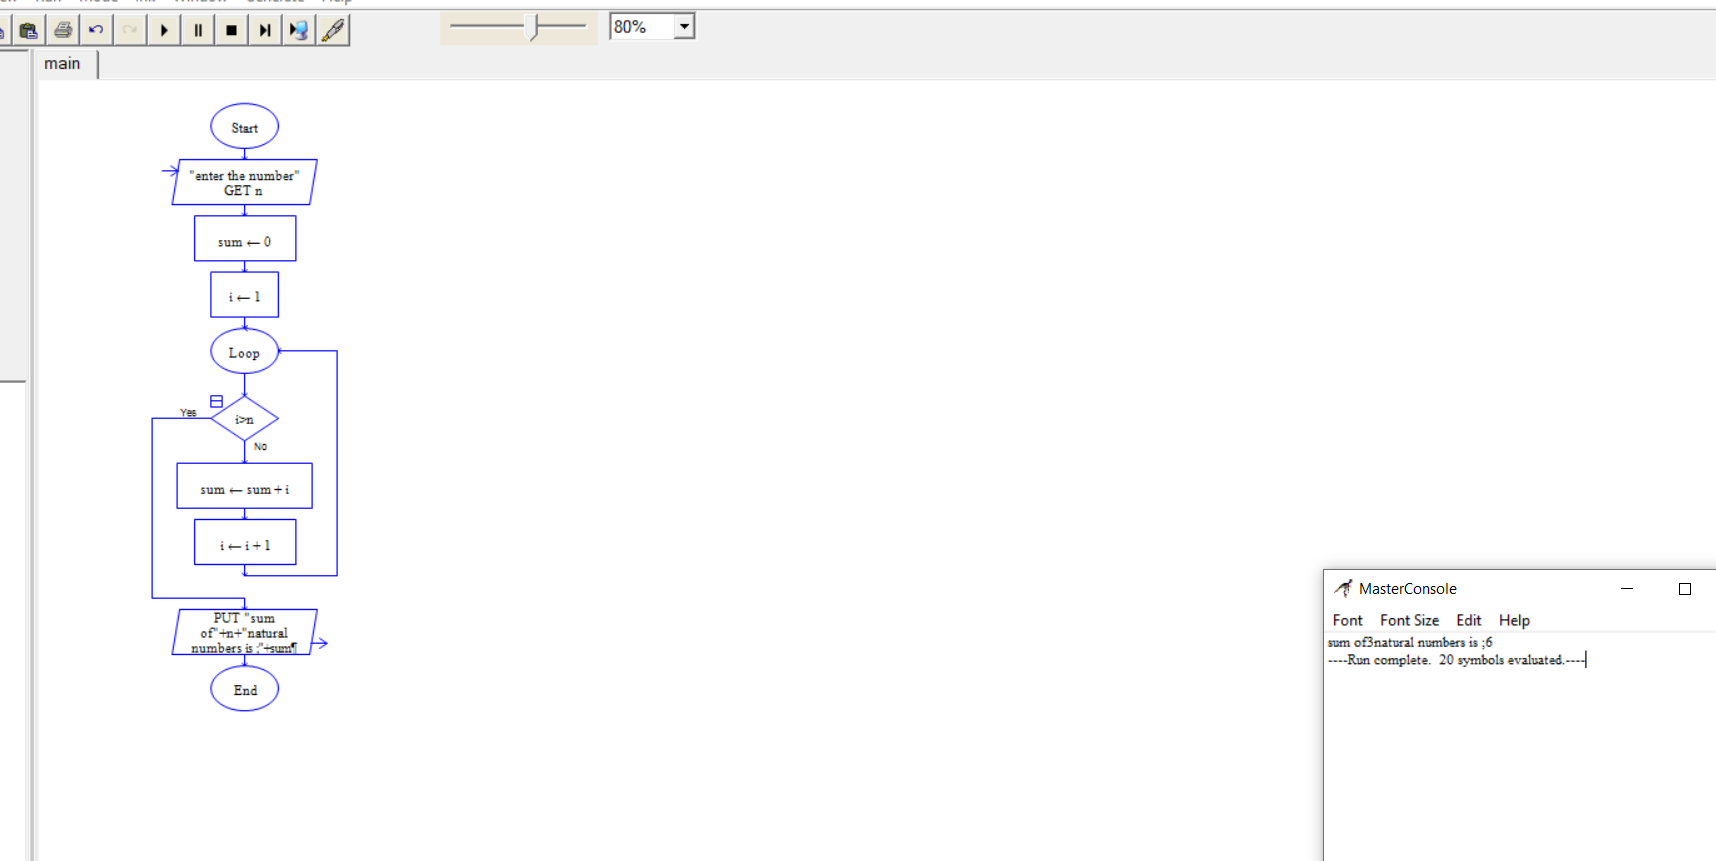 80%
main
Start
"enter the number"
GET n
sum ← 0
i ← 1
Loop
Yes
i>n
No
sum ← sum + i
i ← i + 1
PUT "sum
of"+n+"natural
numbers is ;"+sum¶
End
MasterConsole
Font Font Size Edit Help
sum of3natural numbers is ;6
----Run complete.  20 symbols evaluated.----